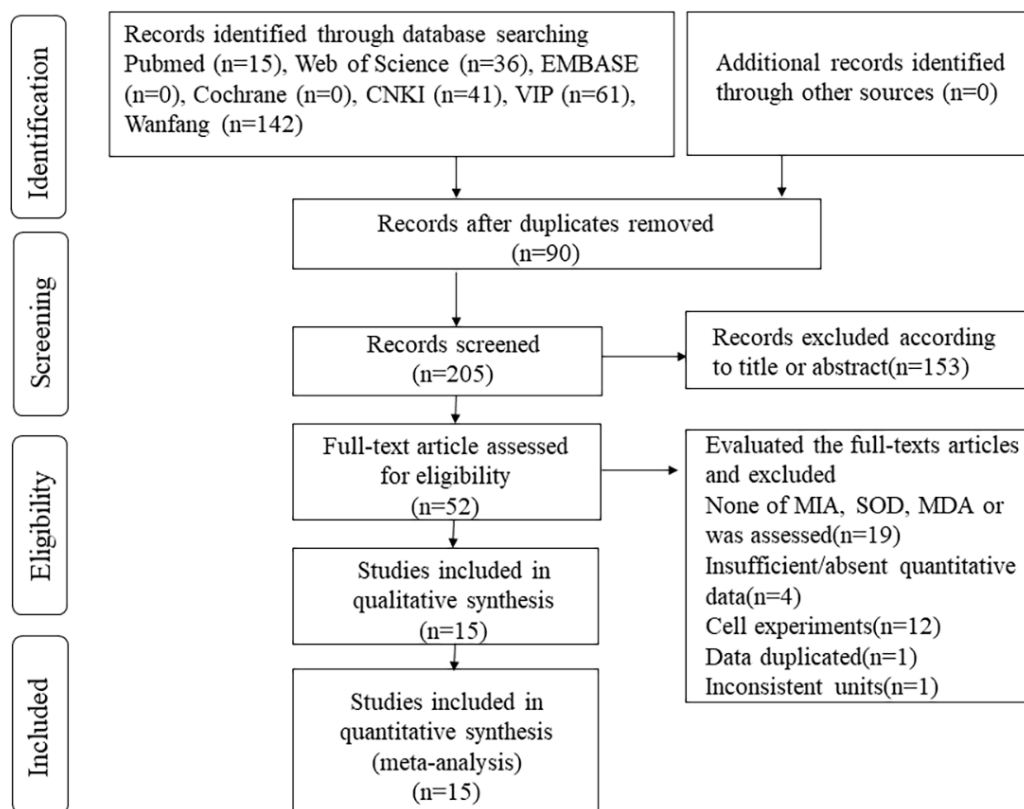 Identification
Records identified through database searching
Pubmed (n=15), Web of Science (n=36), EMBASE
(n=0), Cochrane (n=0), CNKI (n=41), VIP (n=61),
Wanfang (n=142)
Additional records identified
through other sources (n=0)
Records after duplicates removed
(n=90)
Screening
Records screened
(n=205)
Records excluded according
to title or abstract(n=153)
Eligibility
Full-text article assessed
for eligibility
(n=52)
Evaluated the full-texts articles
and excluded
None of MIA, SOD, MDA or
was assessed(n=19)
Insufficient/absent quantitative
data(n=4)
Cell experiments(n=12)
Data duplicated(n=1)
Inconsistent units(n=1)
Studies included in
qualitative synthesis
(n=15)
Included
Studies included in
quantitative synthesis
(meta-analysis)
(n=15)